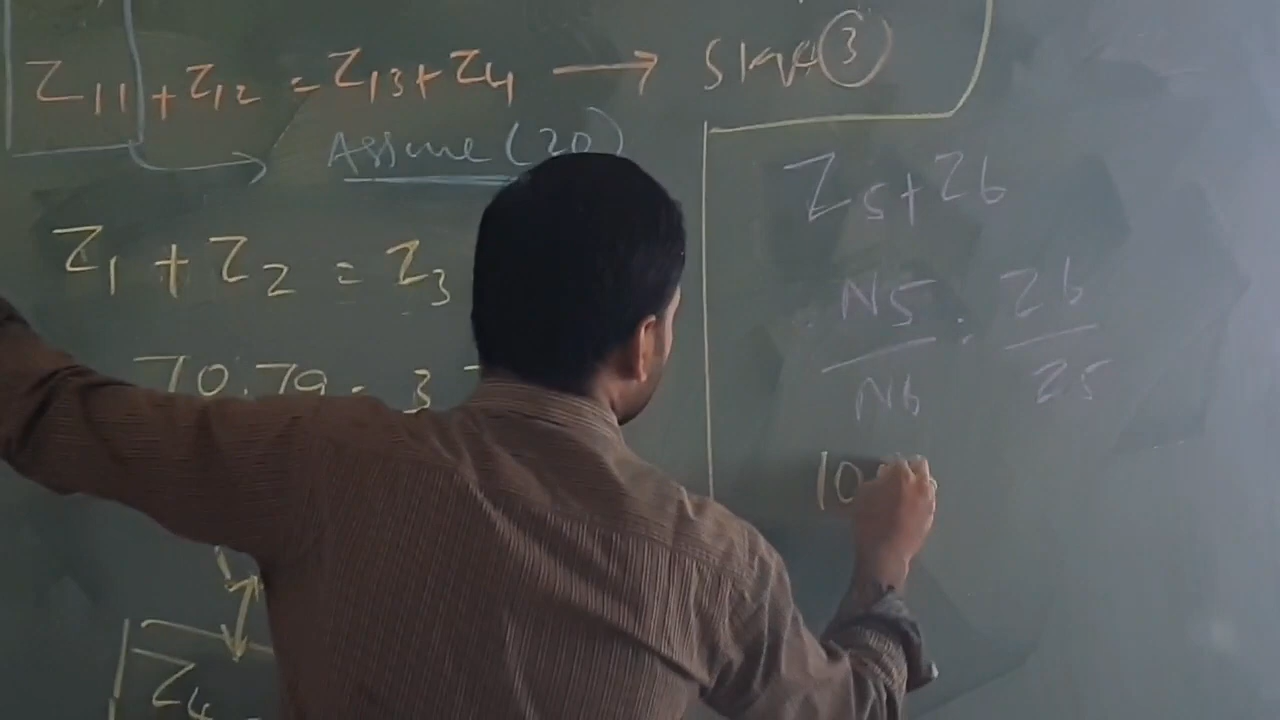 Z11 + Z12 = Z13 + Z4 → Stage 3
Assume (20)
Z1 + Z2 = Z3
70.79 = 3
Z4
Z5 + Z6
N5/N6 = Z6/Z5
10